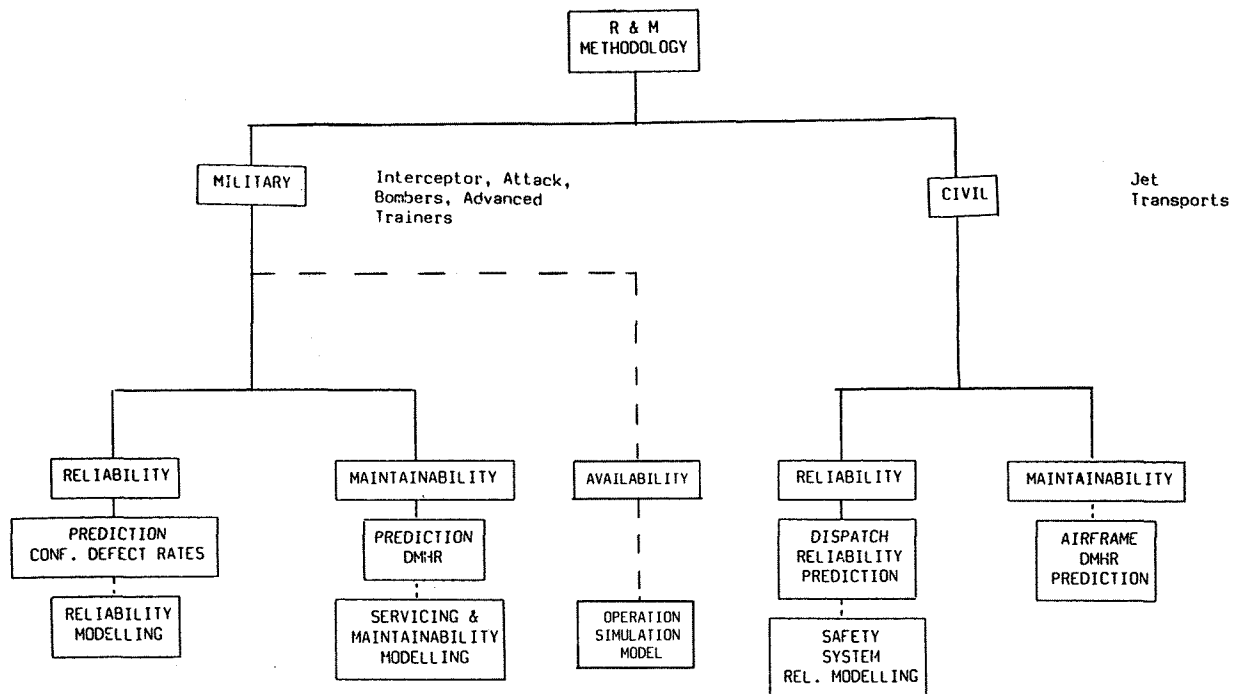 R & M
METHODOLOGY
MILITARY
Interceptor, Attack,
Bombers, Advanced
Trainers
CIVIL
Jet
Transports
RELIABILITY
PREDICTION
CONF. DEFECT RATES
RELIABILITY
MODELLING
MAINTAINABILITY
PREDICTION
DMHR
SERVICING &
MAINTAINABILITY
MODELLING
AVAILABILITY
OPERATION
SIMULATION
MODEL
RELIABILITY
DISPATCH
RELIABILITY
PREDICTION
SAFETY
SYSTEM
REL. MODELLING
MAINTAINABILITY
AIRFRAME
DMHR
PREDICTION